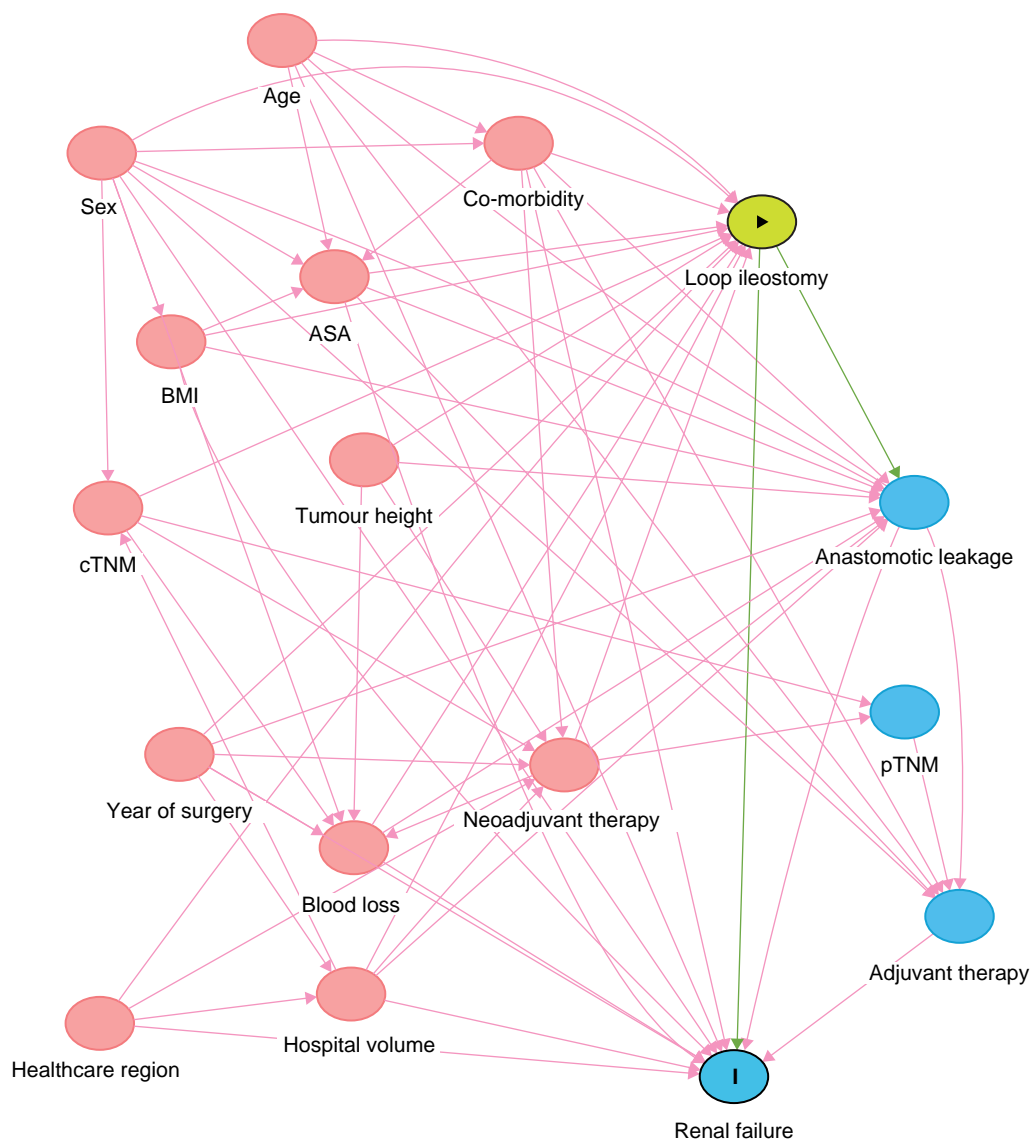 Age
Sex
Co-morbidity
Loop ileostomy
ASA
BMI
Tumour height
cTNM
Anastomotic leakage
pTNM
Year of surgery
Neoadjuvant therapy
Blood loss
Adjuvant therapy
Hospital volume
Healthcare region
I
Renal failure